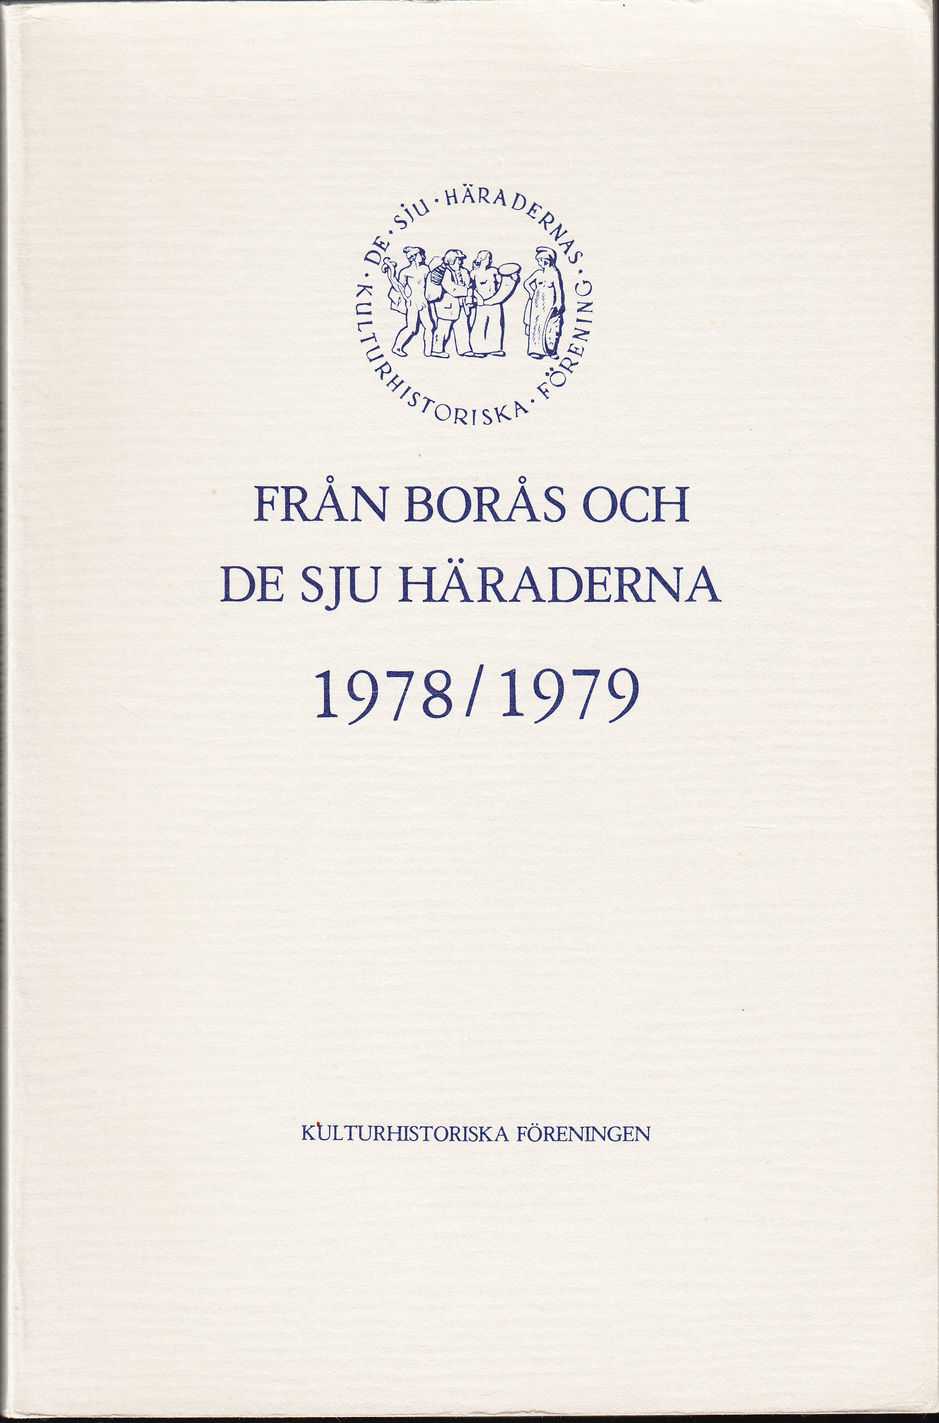 DE · SJU · HÄRADERNAS ·
KULTURHISTORISKA · FÖRENING
FRÅN BORÅS OCH
DE SJU HÄRADERNA
1978/1979
KULTURHISTORISKA FÖRENINGEN